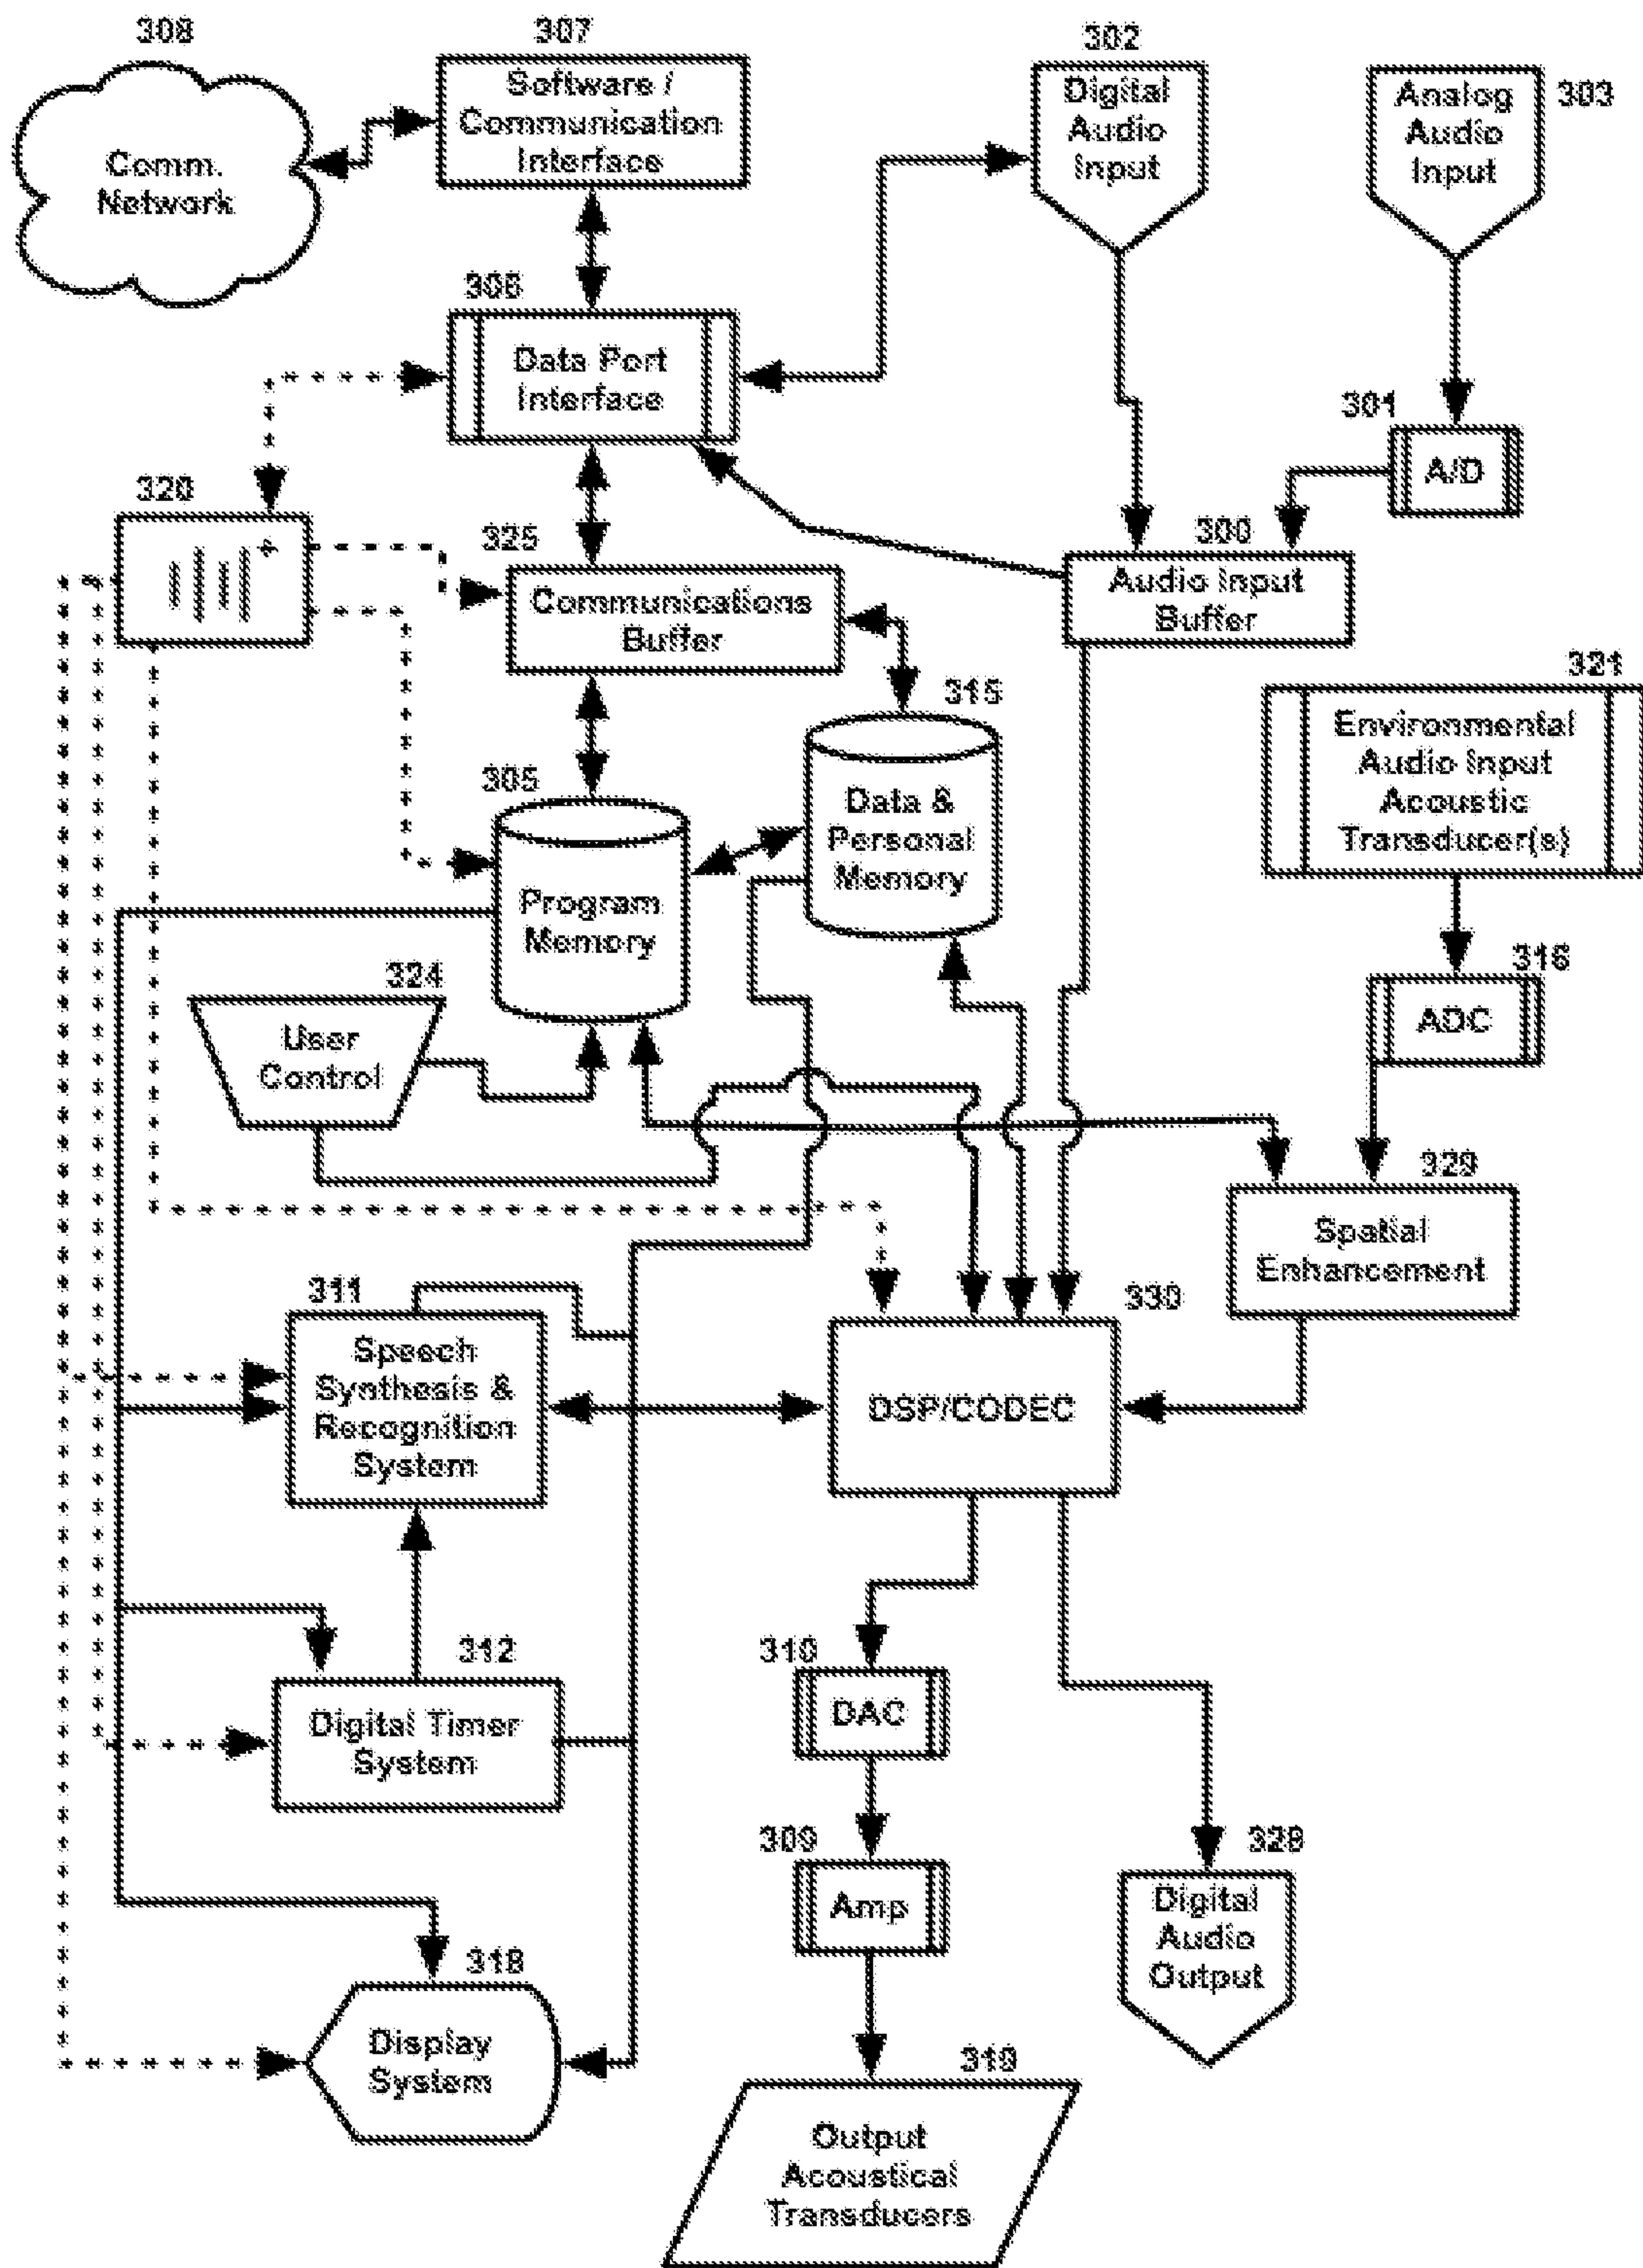 308
307
302
303
Comm.
Network
Software /
Communication
Interface
Digital
Audio
Input
Analog
Audio
Input
306
Data Port
Interface
301
A/D
320
325
Communications
Buffer
300
Audio Input
Buffer
315
Data &
Personal
Memory
321
Environmental
Audio Input
Acoustic
Transducer(s)
305
Program
Memory
324
User
Control
316
ADC
329
Spatial
Enhancement
311
Speech
Synthesis &
Recognition
System
330
DSP/CODEC
312
Digital Timer
System
310
DAC
309
Amp
328
Digital
Audio
Output
318
Display
System
319
Output
Acoustical
Transducers